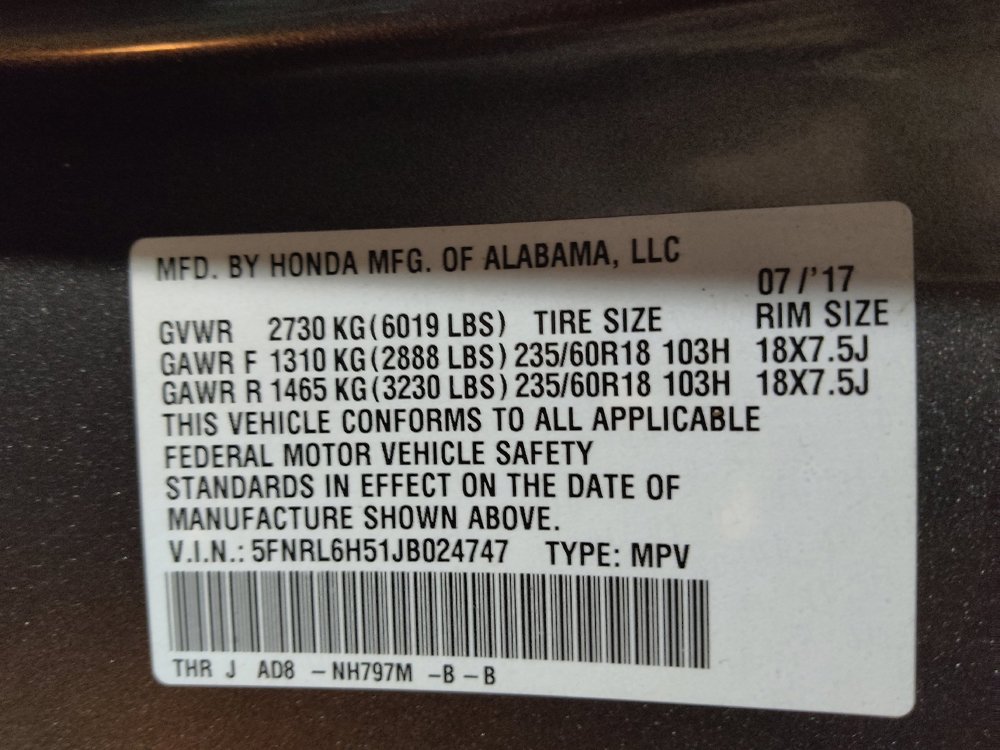 MFD. BY HONDA MFG. OF ALABAMA, LLC
07/'17
GVWR 2730 KG(6019 LBS) TIRE SIZE RIM SIZE
GAWR F 1310 KG(2888 LBS) 235/60R18 103H 18X7.5J
GAWR R 1465 KG(3230 LBS) 235/60R18 103H 18X7.5J
THIS VEHICLE CONFORMS TO ALL APPLICABLE
FEDERAL MOTOR VEHICLE SAFETY
STANDARDS IN EFFECT ON THE DATE OF
MANUFACTURE SHOWN ABOVE.
V.I.N.: 5FNRL6H51JB024747 TYPE: MPV
THR J AD8 – NH797M –B – B